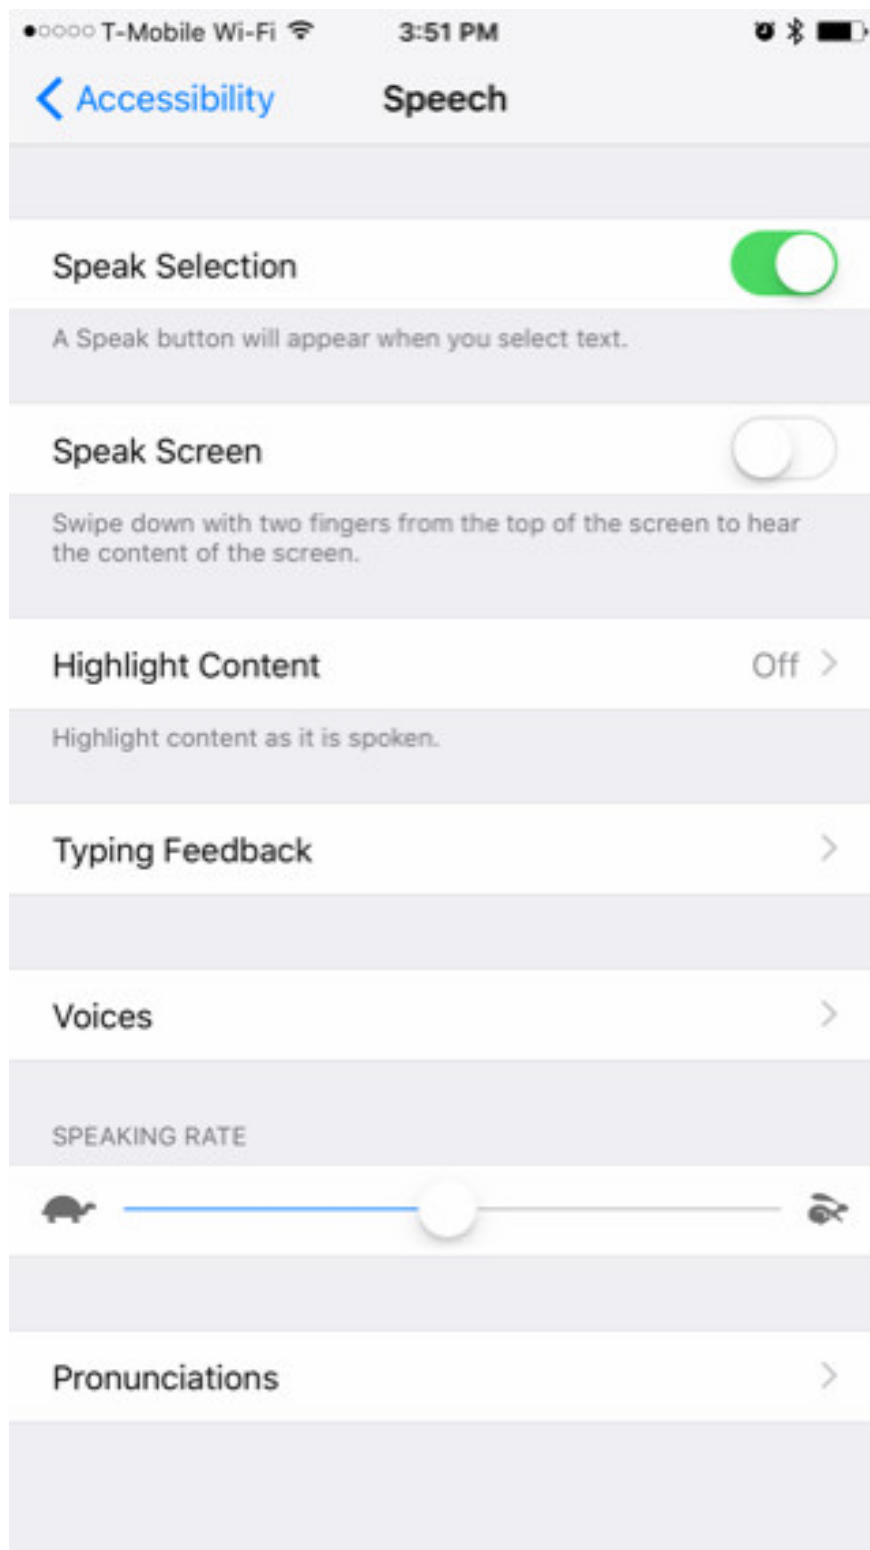 T-Mobile Wi-Fi 3:51 PM
Accessibility Speech
Speak Selection
A Speak button will appear when you select text.
Speak Screen
Swipe down with two fingers from the top of the screen to hear
the content of the screen.
Highlight Content Off
Highlight content as it is spoken.
Typing Feedback
Voices
SPEAKING RATE
Pronunciations